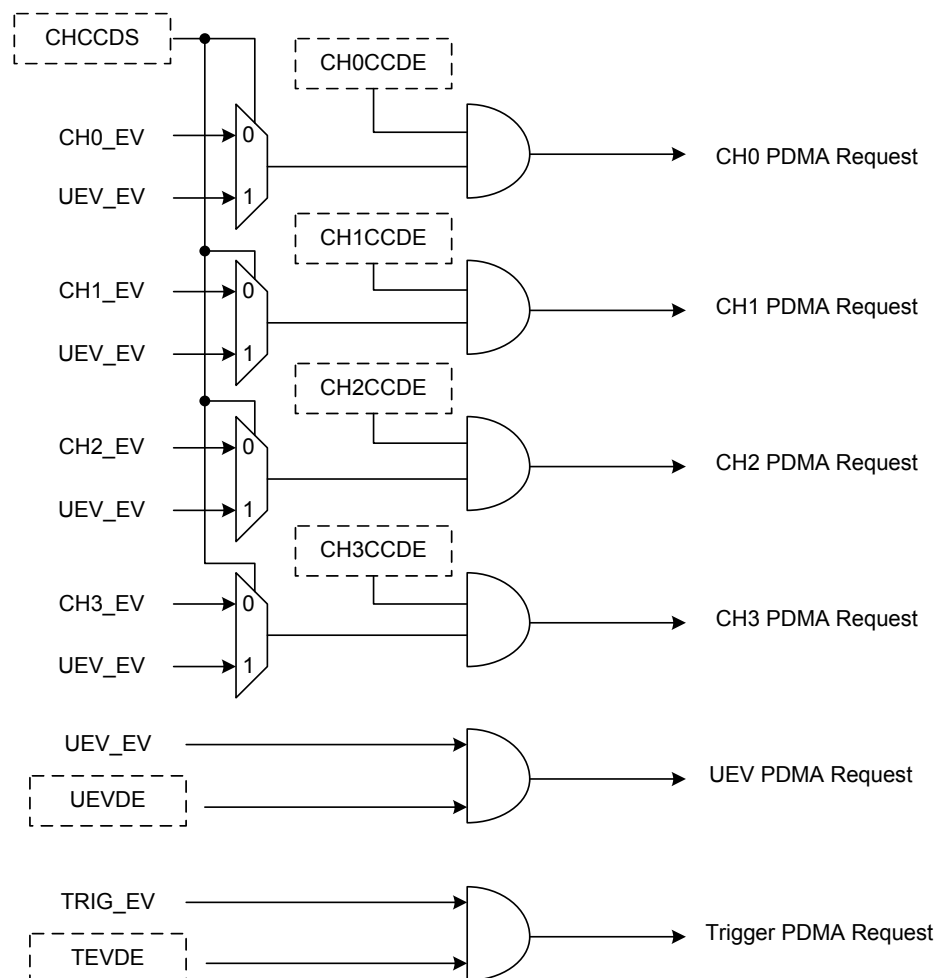 CHCCDS
CH0CCDE
CH0_EV
0
CH0 PDMA Request
UEV_EV
1
CH1CCDE
CH1_EV
0
CH1 PDMA Request
UEV_EV
1
CH2CCDE
CH2_EV
0
CH2 PDMA Request
UEV_EV
1
CH3CCDE
CH3_EV
0
CH3 PDMA Request
UEV_EV
1
UEV_EV
UEV PDMA Request
UEVDE
TRIG_EV
Trigger PDMA Request
TEVDE